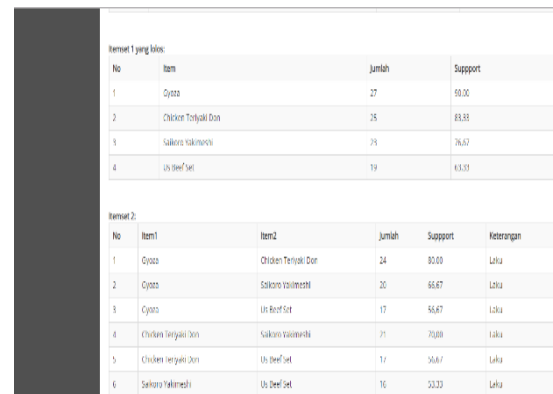 Itemset 1 yang lolos:
No Item Jumlah Suppport
1 Gyoza 27 90.00
2 Chicken Teriyaki Don 25 83.33
3 Saikoro Yakimeshi 23 76.67
4 Us Beef Set 19 63.33
Itemset 2:
No Item1 Item2 Jumlah Suppport Keterangan
1 Gyoza Chicken Teriyaki Don 24 80.00 Laku
2 Gyoza Saikoro Yakimeshi 20 66.67 Laku
3 Gyoza Us Beef Set 17 56.67 Laku
4 Chicken Teriyaki Don Saikoro Yakimeshi 21 70.00 Laku
5 Chicken Teriyaki Don Us Beef Set 17 56.67 Laku
6 Saikoro Yakimeshi Us Beef Set 16 53.33 Laku